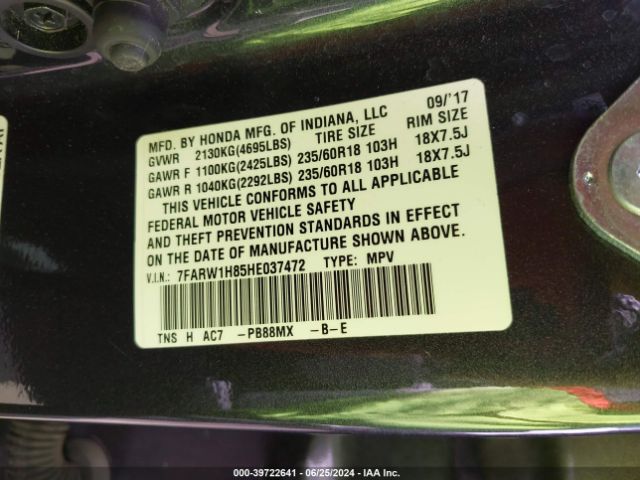 MFD. BY HONDA MFG. OF INDIANA, LLC 09/'17
GVWR 2130KG(4695LBS) TIRE SIZE RIM SIZE
GAWR F 1100KG(2425LBS) 235/60R18 103H 18X7.5J
GAWR R 1040KG(2292LBS) 235/60R18 103H 18X7.5J
THIS VEHICLE CONFORMS TO ALL APPLICABLE
FEDERAL MOTOR VEHICLE SAFETY
AND THEFT PREVENTION STANDARDS IN EFFECT
ON THE DATE OF MANUFACTURE SHOWN ABOVE.
V.I.N.: 7FARW1H85HE037472 TYPE: MPV
TNS H AC7 -PB88MX -B-E
000-39722641 - 06/25/2024 - IAA Inc.